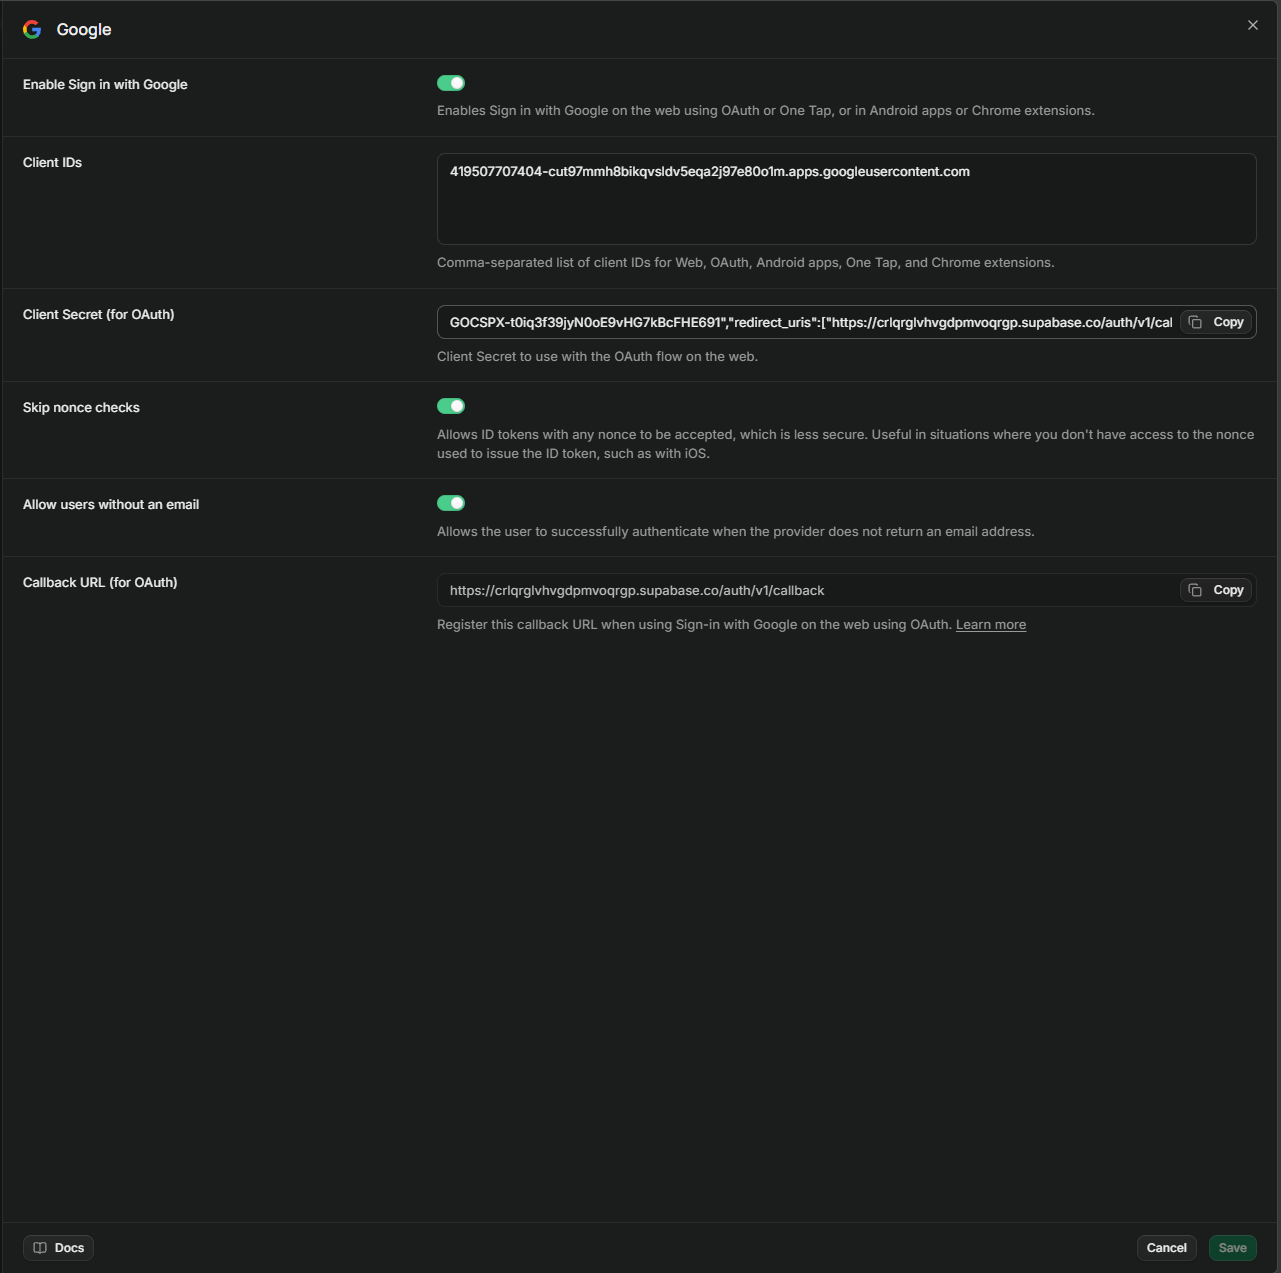 Google
Enable Sign in with Google
Enables Sign in with Google on the web using OAuth or One Tap, or in Android apps or Chrome extensions.
Client IDs
419507707404-cut97mmh8bikqvsldv5eqa2j97e80o1m.apps.googleusercontent.com
Comma-separated list of client IDs for Web, OAuth, Android apps, One Tap, and Chrome extensions.
Client Secret (for OAuth)
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","redirect_uris":["https://crlqrglvhvgdpmvoqrgp.supabase.co/auth/v1/cal
Copy
Client Secret to use with the OAuth flow on the web.
Skip nonce checks
Allows ID tokens with any nonce to be accepted, which is less secure. Useful in situations where you don't have access to the nonce
used to issue the ID token, such as with iOS.
Allow users without an email
Allows the user to successfully authenticate when the provider does not return an email address.
Callback URL (for OAuth)
https://crlqrglvhvgdpmvoqrgp.supabase.co/auth/v1/callback
Copy
Register this callback URL when using Sign-in with Google on the web using OAuth. Learn more
Docs
Cancel
Save